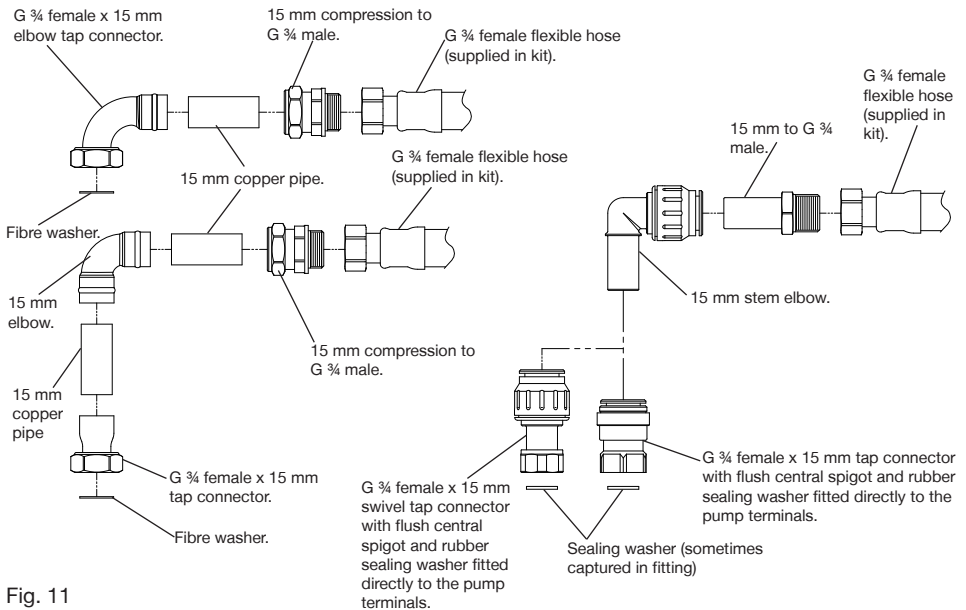 G ¾ female x 15 mm
elbow tap connector.
15 mm compression to
G ¾ male.
G ¾ female flexible hose
(supplied in kit).
G ¾ female
flexible hose
(supplied in
kit).
15 mm to G ¾
male.
G ¾ female flexible hose
(supplied in kit).
15 mm copper pipe.
Fibre washer.
15 mm
elbow.
15 mm stem elbow.
15 mm compression to
G ¾ male.
15 mm
copper
pipe
G ¾ female x 15 mm
tap connector.
Fibre washer.
G ¾ female x 15 mm
swivel tap connector
with flush central
spigot and rubber
sealing washer fitted
directly to the pump
terminals.
G ¾ female x 15 mm tap connector
with flush central spigot and rubber
sealing washer fitted directly to the
pump terminals.
Sealing washer (sometimes
captured in fitting)
Fig. 11